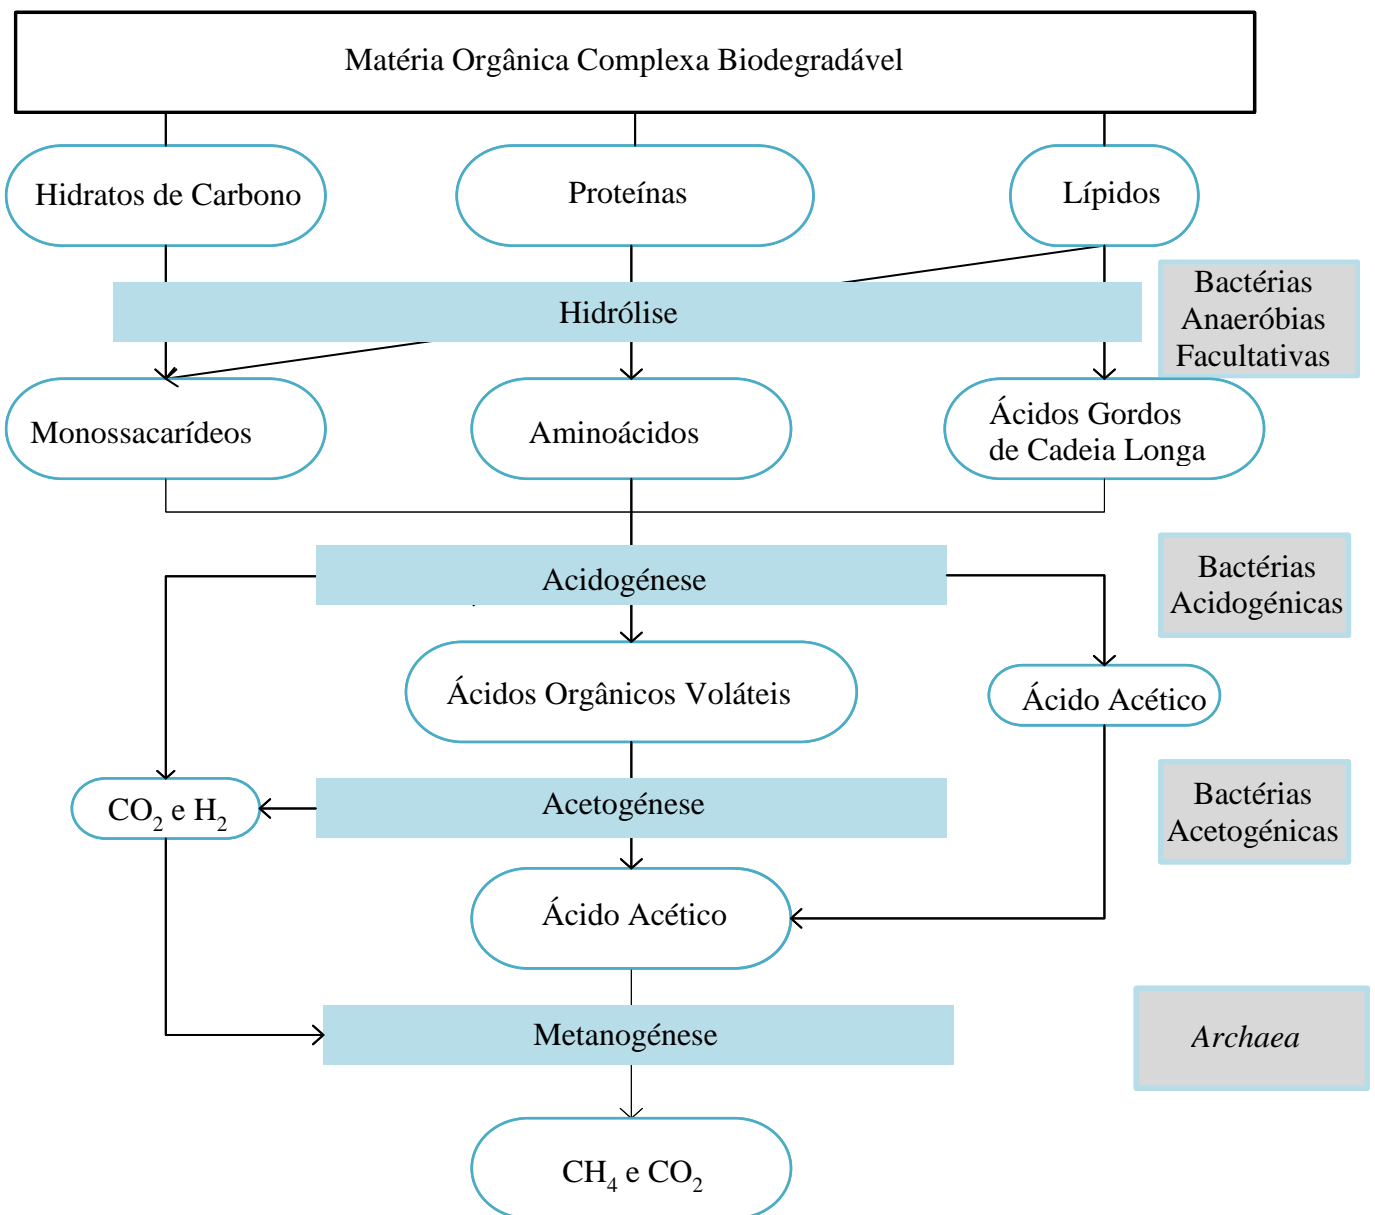 Matéria Orgânica Complexa Biodegradável
Hidratos de Carbono
Proteínas
Lípidos
Hidrólise
Bactérias
Anaeróbias
Facultativas
Monossacarídeos
Aminoácidos
Ácidos Gordos
de Cadeia Longa
Acidogénese
Bactérias
Acidogénicas
Ácidos Orgânicos Voláteis
Ácido Acético
CO₂ e H₂
Acetogénese
Bactérias
Acetogénicas
Ácido Acético
Metanogénese
Archaea
CH₄ e CO₂